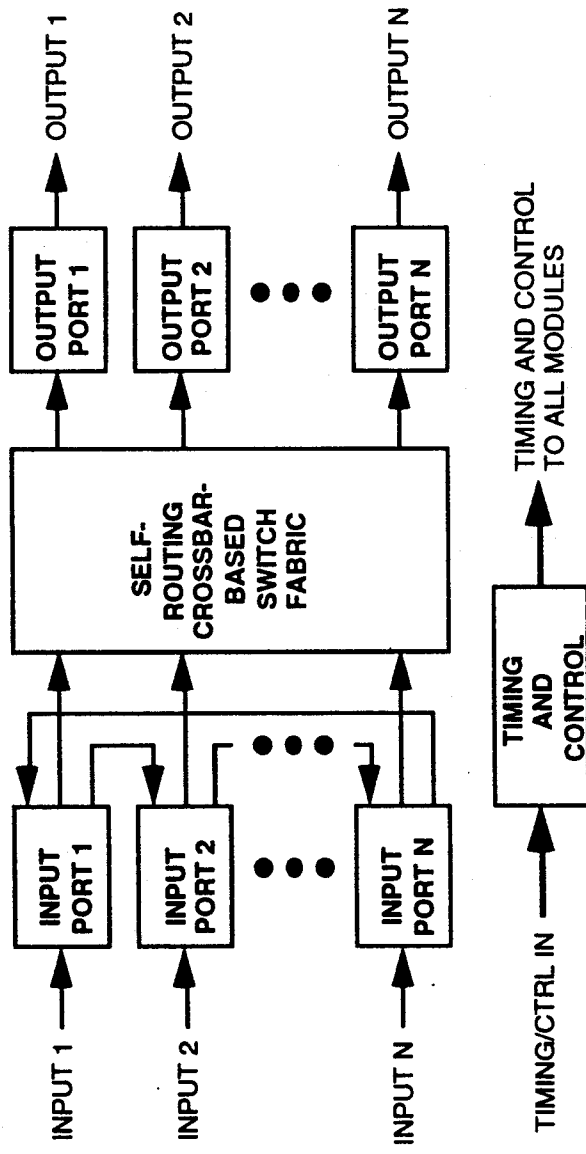 INPUT 1
INPUT
PORT 1
OUTPUT
PORT 1
OUTPUT 1
INPUT 2
INPUT
PORT 2
SELF-
ROUTING
CROSSBAR-
BASED
SWITCH
FABRIC
OUTPUT
PORT 2
OUTPUT 2
INPUT N
INPUT
PORT N
OUTPUT
PORT N
OUTPUT N
TIMING/CTRL IN
TIMING
AND
CONTROL
TIMING AND CONTROL
TO ALL MODULES